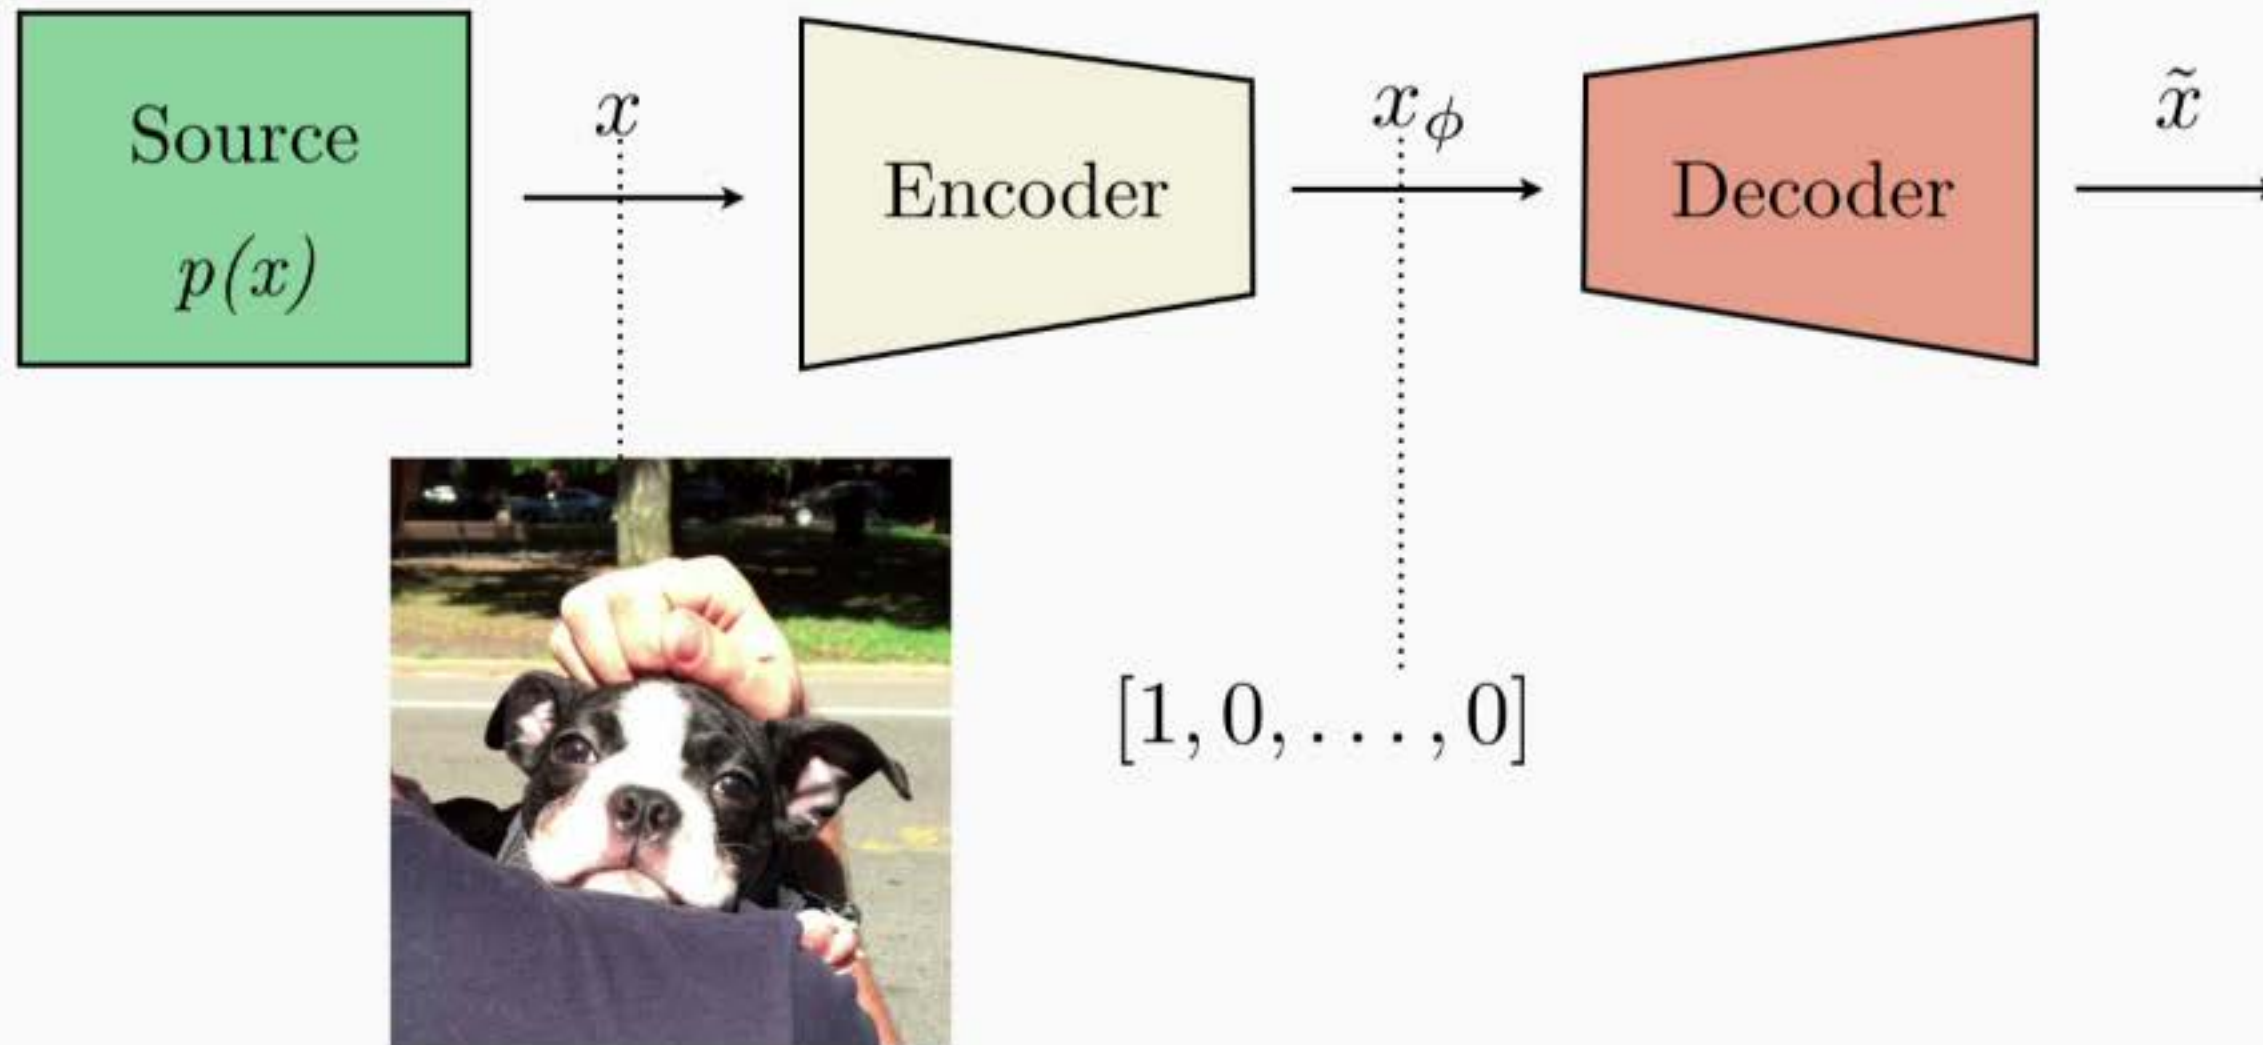 Source
p(x)
x
Encoder
x_ϕ
Decoder
x̃
[1, 0, . . . , 0]